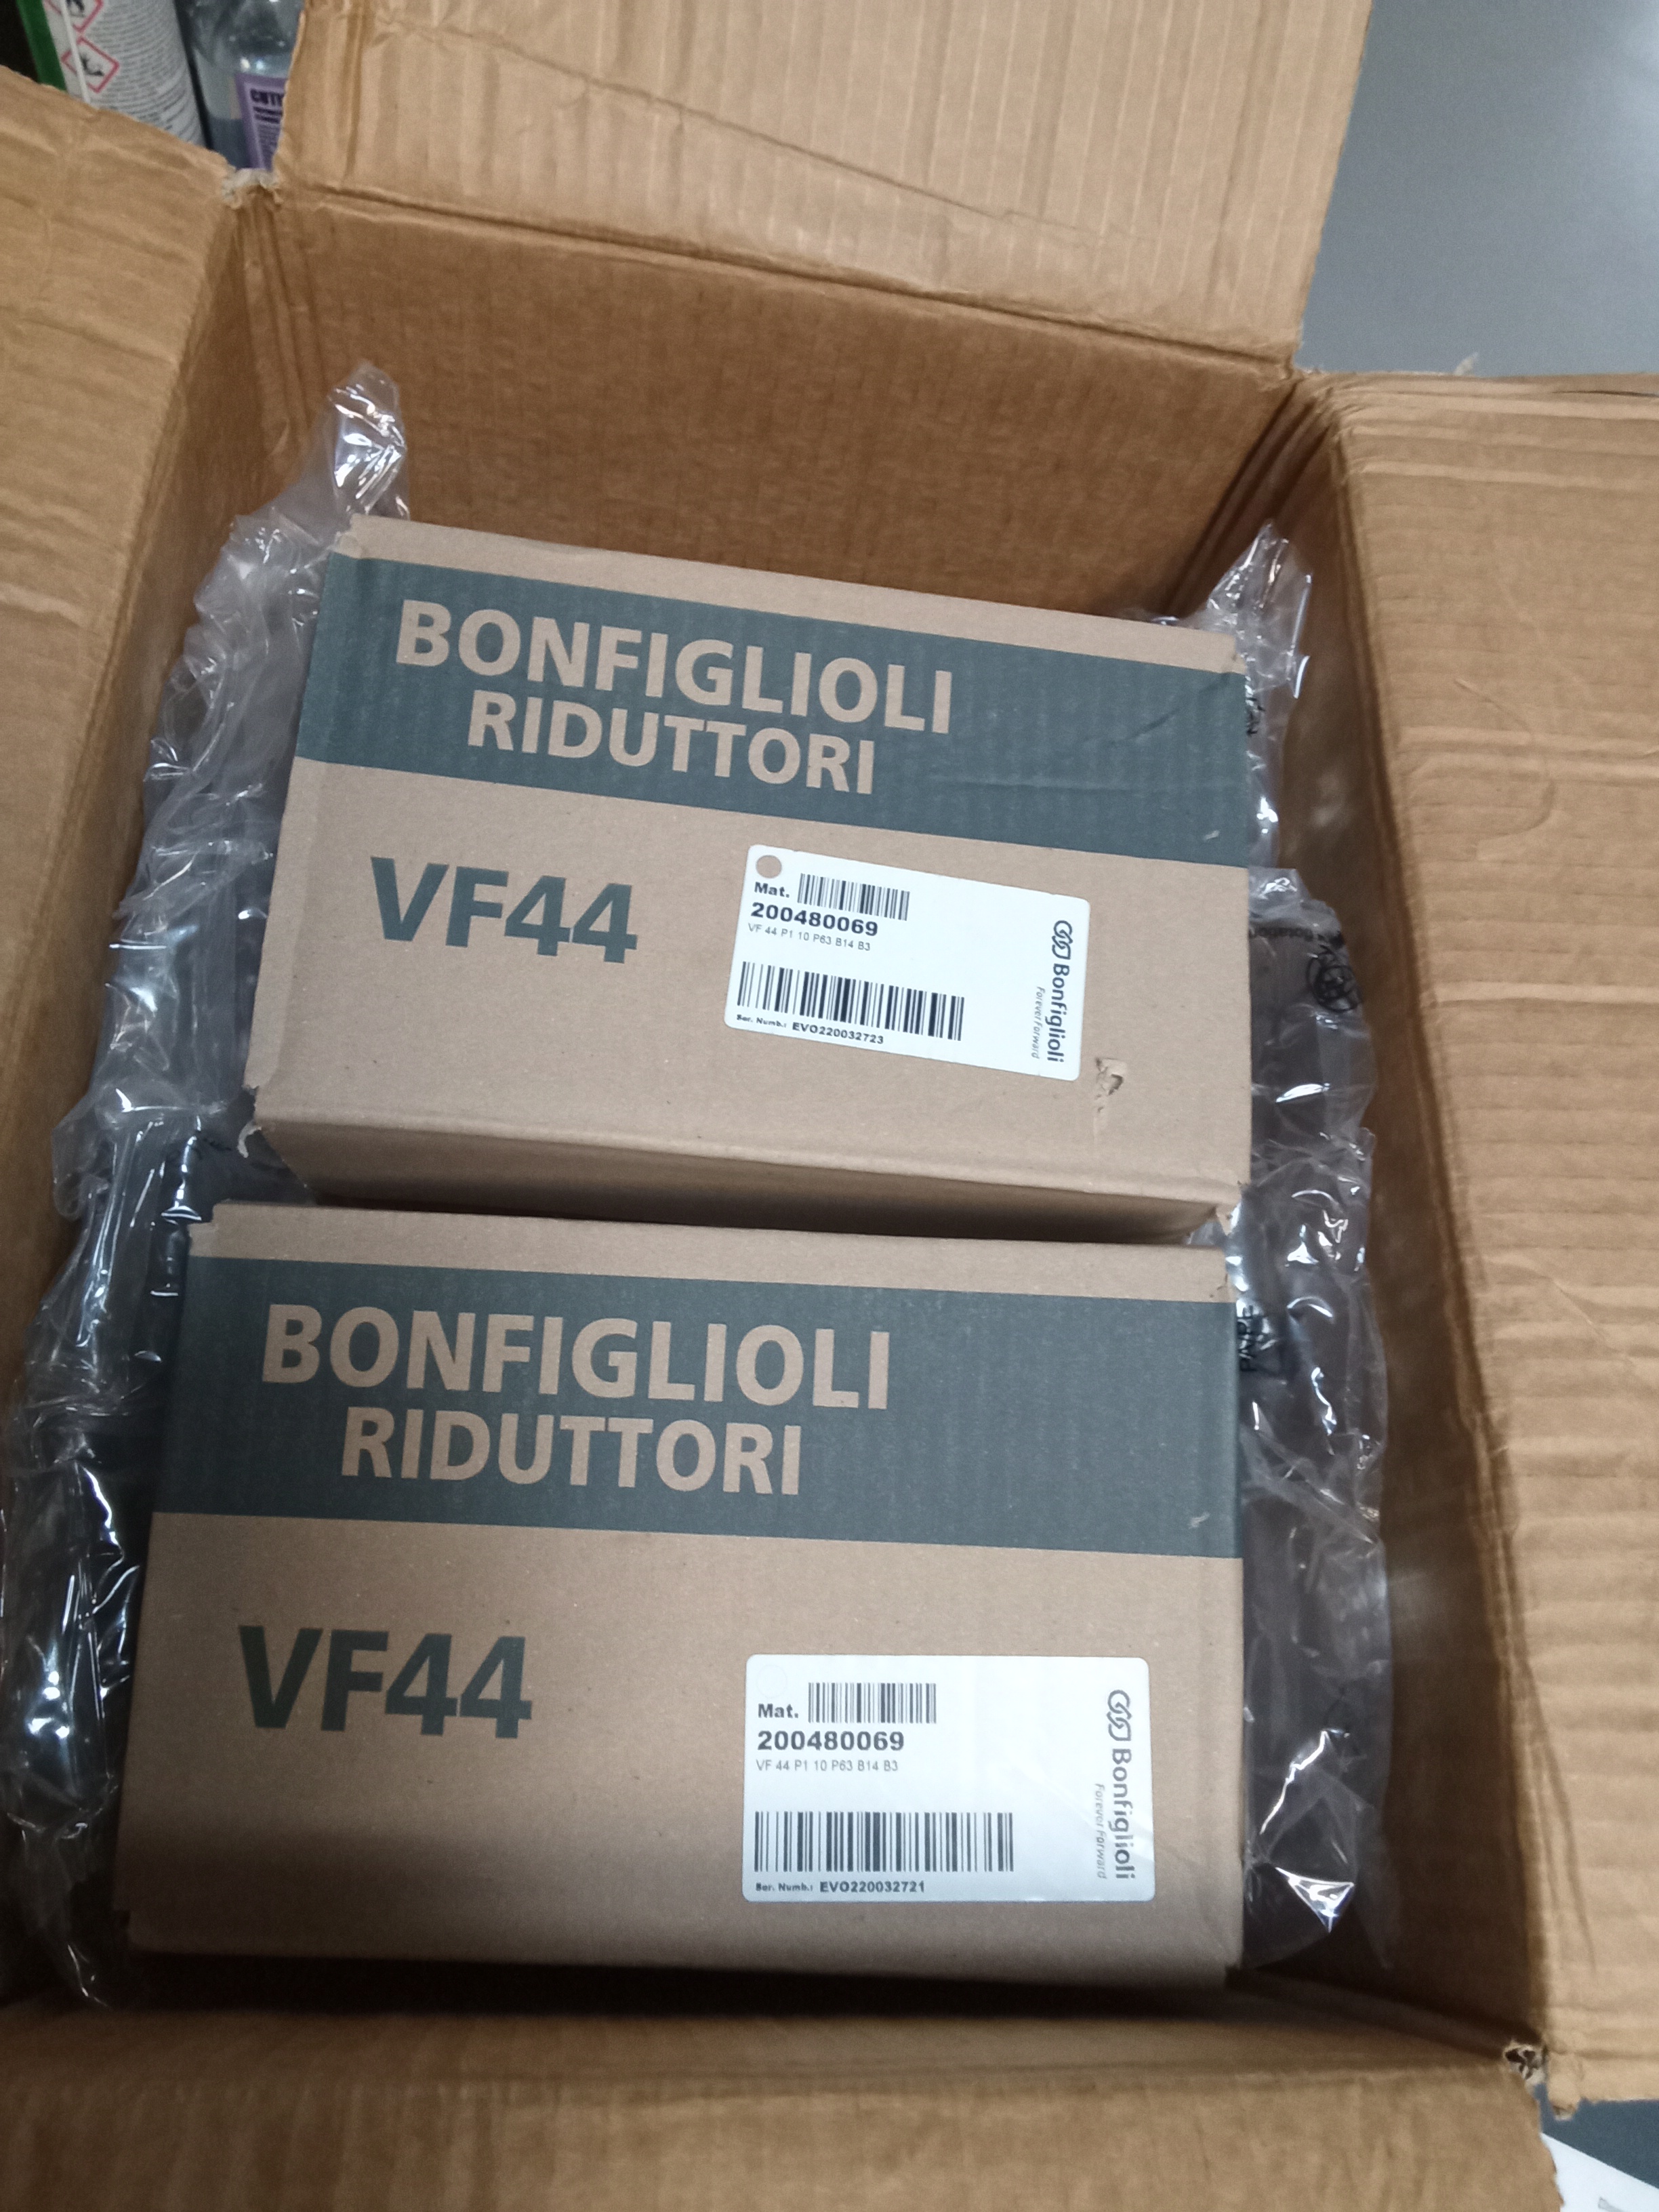 BONFIGLIOLI
RIDUTTORI
VF44
Mat.
200480069
VF 44 P1 10 P63 B14 B3
Ser. Numb.: EVO220032723
Bonfiglioli
Forever Forward
BONFIGLIOLI
RIDUTTORI
VF44
Mat.
200480069
VF 44 P1 10 P63 B14 B3
Ser. Numb.: EVO220032721
Bonfiglioli
Forever Forward